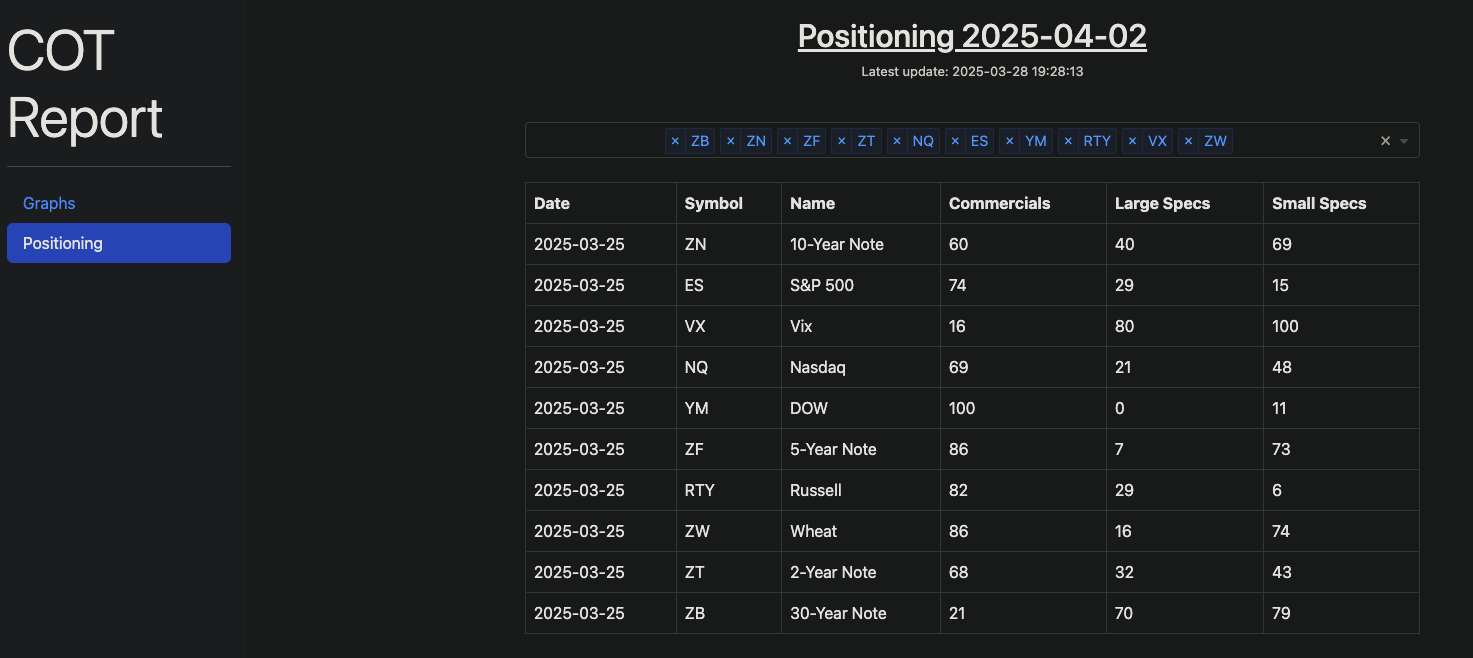 COT
Report
Graphs
Positioning
Positioning 2025-04-02
Latest update: 2025-03-28 19:28:13
× ZB × ZN × ZF × ZT × NQ × ES × YM × RTY × VX × ZW ×
Date Symbol Name Commercials Large Specs Small Specs
2025-03-25 ZN 10-Year Note 60 40 69
2025-03-25 ES S&P 500 74 29 15
2025-03-25 VX Vix 16 80 100
2025-03-25 NQ Nasdaq 69 21 48
2025-03-25 YM DOW 100 0 11
2025-03-25 ZF 5-Year Note 86 7 73
2025-03-25 RTY Russell 82 29 6
2025-03-25 ZW Wheat 86 16 74
2025-03-25 ZT 2-Year Note 68 32 43
2025-03-25 ZB 30-Year Note 21 70 79